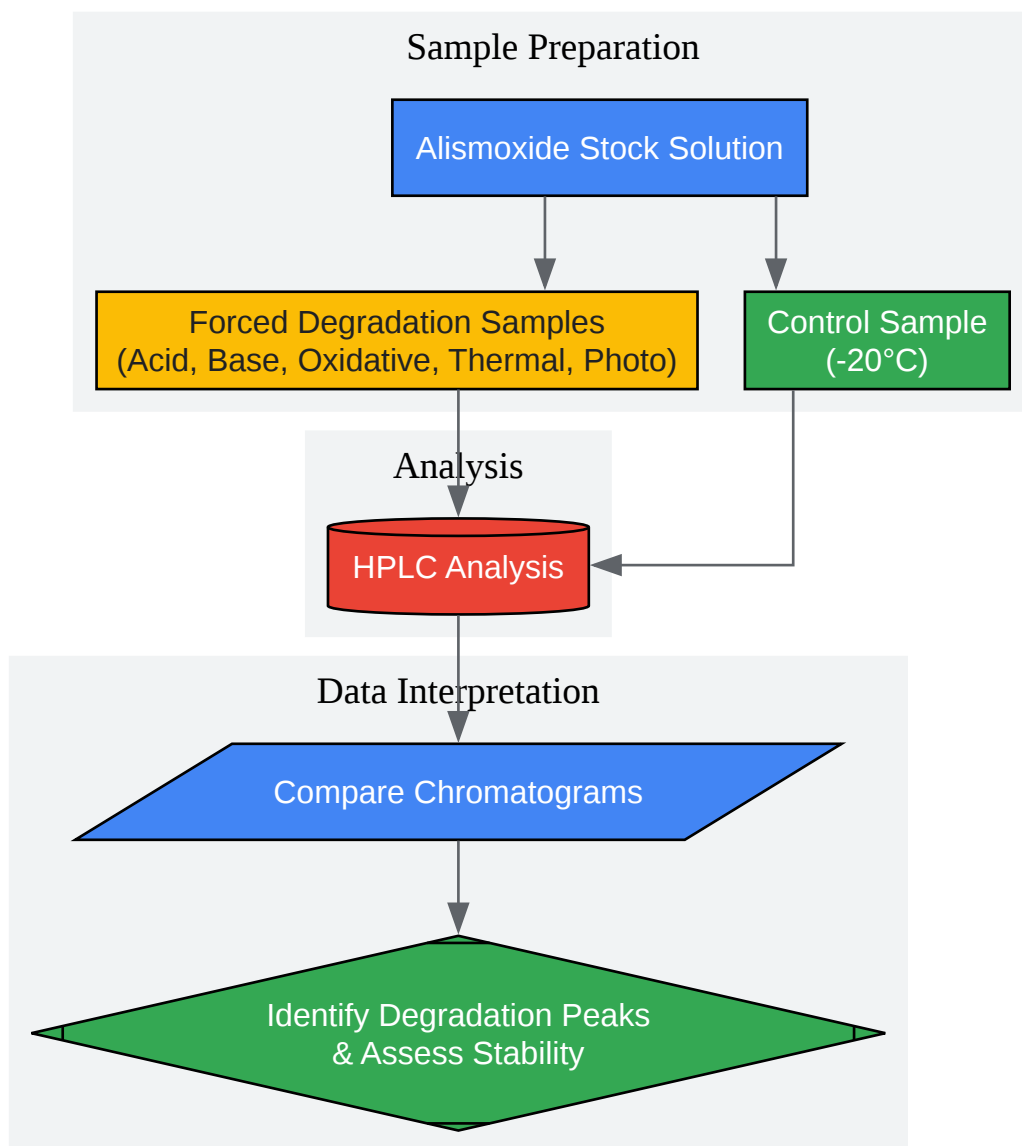 Sample Preparation
Alismoxide Stock Solution
Forced Degradation Samples
(Acid, Base, Oxidative, Thermal, Photo)
Control Sample
(-20°C)
Analysis
HPLC Analysis
Data Interpretation
Compare Chromatograms
Identify Degradation Peaks
& Assess Stability